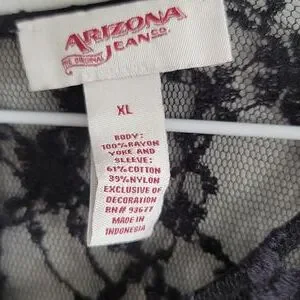 ARIZONA
THE ORIGINAL JEANS CO.
XL
BODY:
100% RAYON
YOKE AND
SLEEVE:
61% COTTON
39% NYLON
EXCLUSIVE OF
DECORATION
RN# 93677
MADE IN
INDONESIA